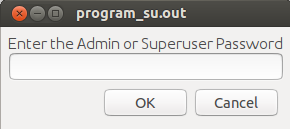 program_su.out
Enter the Admin or Superuser Password
OK
Cancel